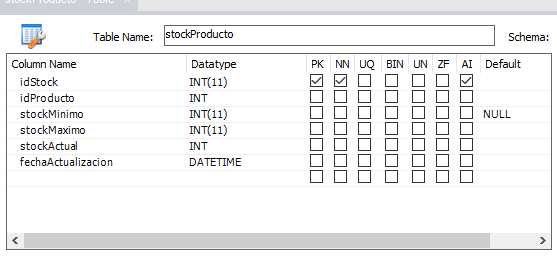 stockProducto - Table ×
Table Name: stockProducto Schema:
Column Name Datatype PK NN UQ BIN UN ZF AI Default
idStock INT(11)
idProducto INT
stockMinimo INT(11) NULL
stockMaximo INT(11)
stockActual INT
fechaActualizacion DATETIME